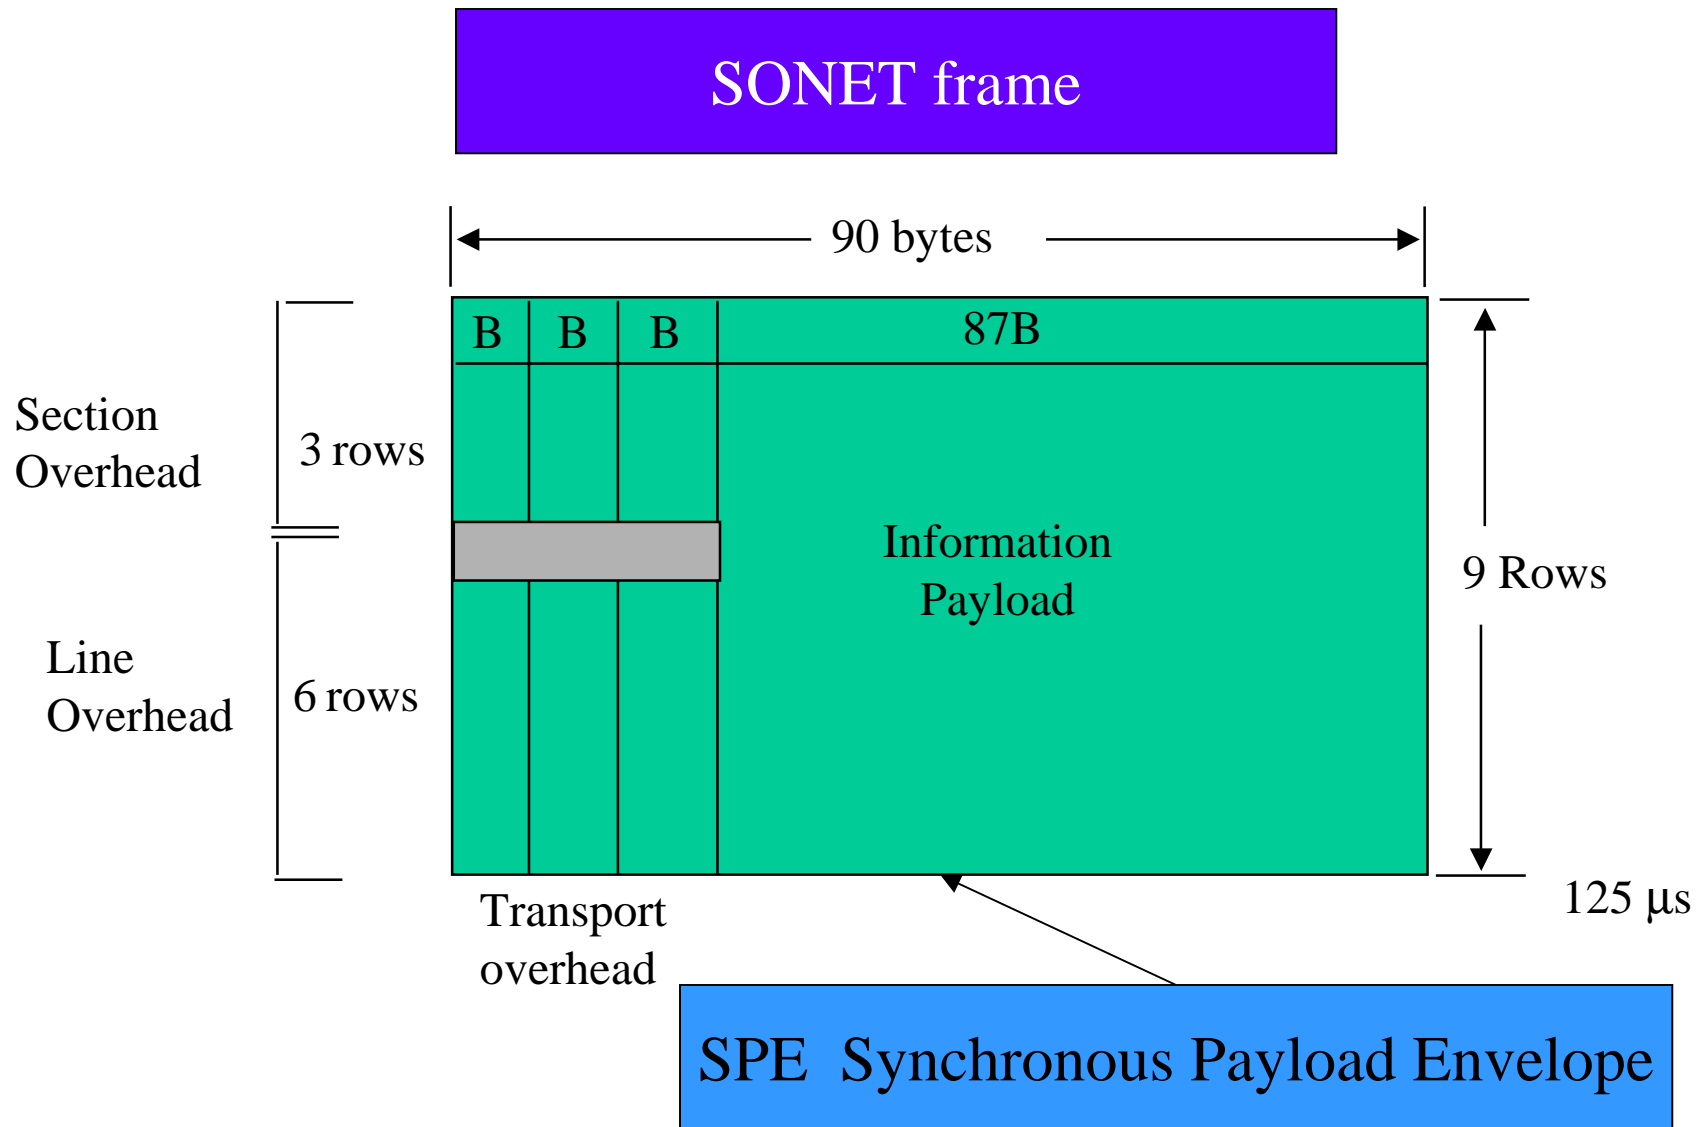 SONET frame
90 bytes
B B B 87B
Section
Overhead
3 rows
Information
Payload
9 Rows
Line
Overhead
6 rows
125 μs
Transport
overhead
SPE Synchronous Payload Envelope